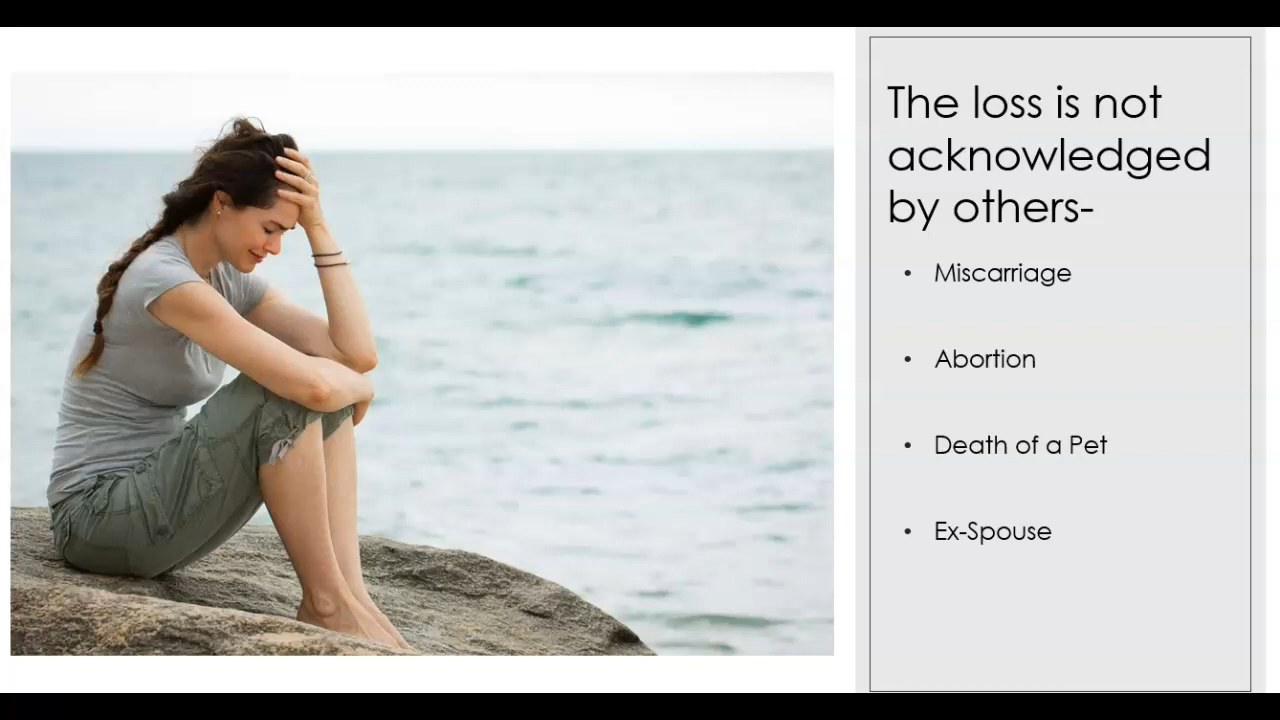 The loss is not
acknowledged
by others-
• Miscarriage
• Abortion
• Death of a Pet
• Ex-Spouse